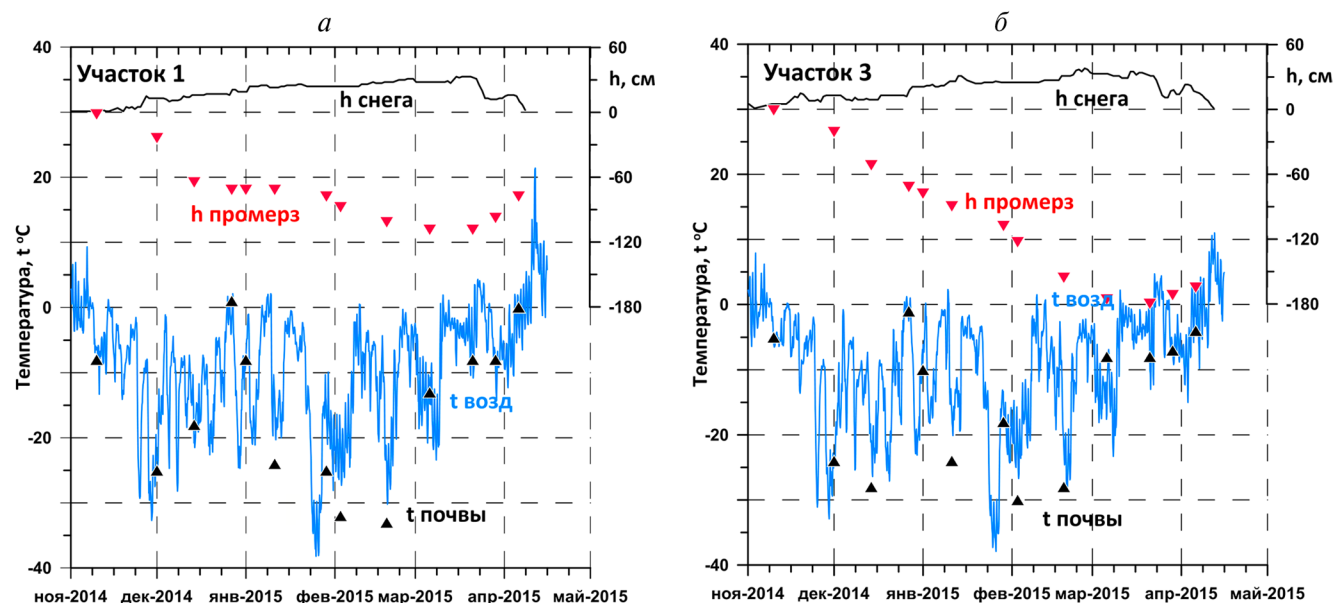 а
40
60
Участок 1
h, см
h снега
0
20
-60
h промерз
-120
0
-180
Температура, t °C
t возд
-20
t почвы
-40
ноя-2014 дек-2014 янв-2015 фев-2015 мар-2015 апр-2015 май-2015
б
40
60
Участок 3
h, см
h снега
0
20
-60
h промерз
-120
0
-180
t возд
Температура, t °C
-20
t почвы
-40
ноя-2014 дек-2014 янв-2015 фев-2015 мар-2015 апр-2015 май-2015